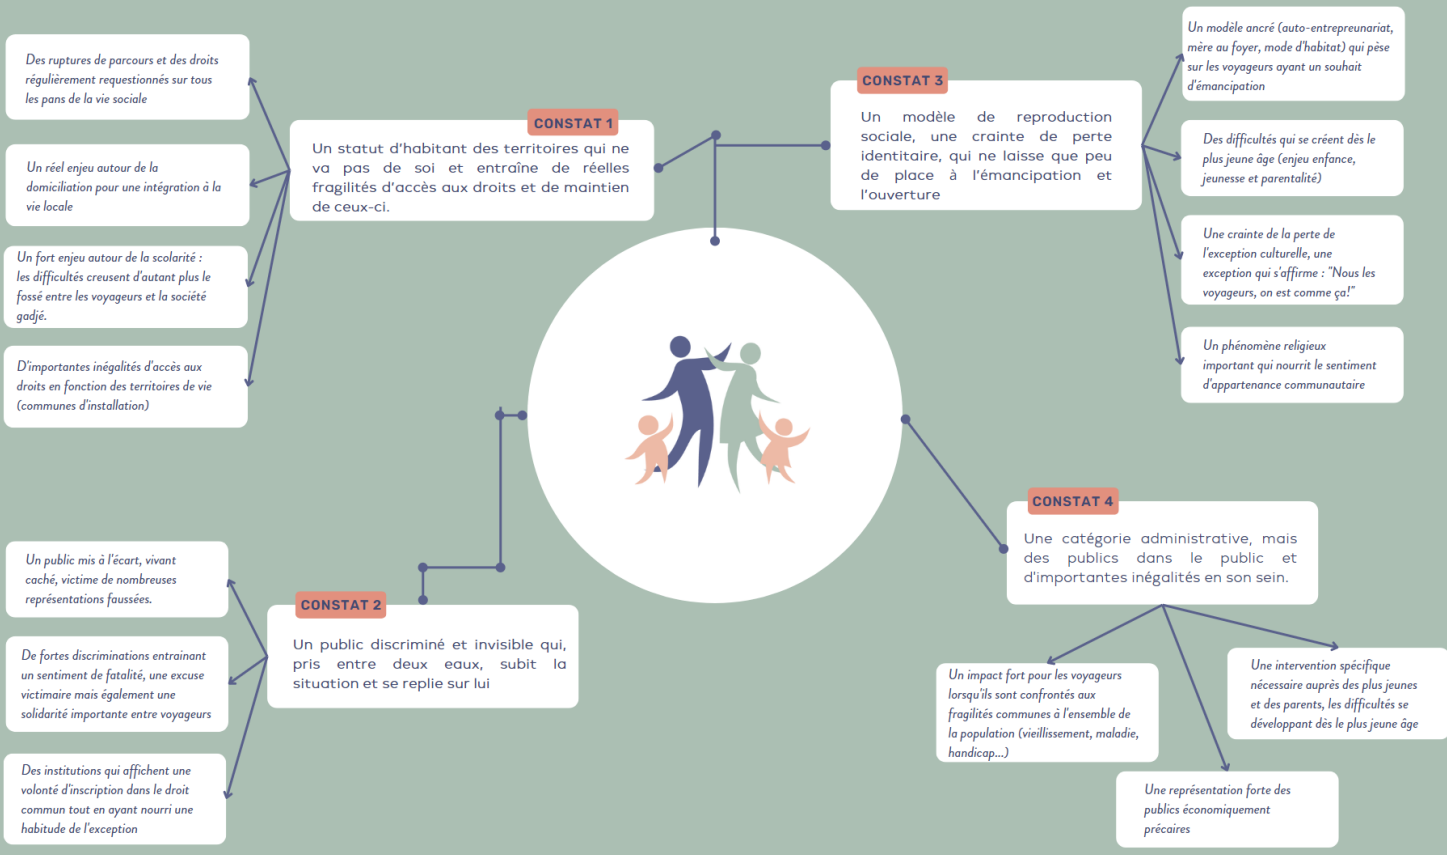 CONSTAT 1
Un statut d'habitant des territoires qui ne
va pas de soi et entraîne de réelles
fragilités d'accès aux droits et de maintien
de ceux-ci.
Des ruptures de parcours et des droits
régulièrement requestionnés sur tous
les pans de la vie sociale
Un réel enjeu autour de la
domiciliation pour une intégration à la
vie locale
Un fort enjeu autour de la scolarité :
les difficultés creusent d'autant plus le
fossé entre les voyageurs et la société
gadjé.
D'importantes inégalités d'accès aux
droits en fonction des territoires de vie
(communes d'installation)
CONSTAT 2
Un public discriminé et invisible qui,
pris entre deux eaux, subit la
situation et se replie sur lui
Un public mis à l'écart, vivant
caché, victime de nombreuses
représentations faussées.
De fortes discriminations entrainant
un sentiment de fatalité, une excuse
victimaire mais également une
solidarité importante entre voyageurs
Des institutions qui affichent une
volonté d'inscription dans le droit
commun tout en ayant nourri une
habitude de l'exception
CONSTAT 3
Un modèle de reproduction
sociale, une crainte de perte
identitaire, qui ne laisse que peu
de place à l'émancipation et
l'ouverture
Un modèle ancré (auto-entrepreunariat,
mère au foyer, mode d'habitat) qui pèse
sur les voyageurs ayant un souhait
d'émancipation
Des difficultés qui se créent dès le
plus jeune âge (enjeu enfance,
jeunesse et parentalité)
Une crainte de la perte de
l'exception culturelle, une
exception qui s'affirme : "Nous les
voyageurs, on est comme ça!"
Un phénomène religieux
important qui nourrit le sentiment
d'appartenance communautaire
CONSTAT 4
Une catégorie administrative, mais
des publics dans le public et
d'importantes inégalités en son sein.
Un impact fort pour les voyageurs
lorsqu'ils sont confrontés aux
fragilités communes à l'ensemble de
la population (vieillissement, maladie,
handicap...)
Une représentation forte des
publics économiquement
précaires
Une intervention spécifique
nécessaire auprès des plus jeunes
et des parents, les difficultés se
développant dès le plus jeune âge